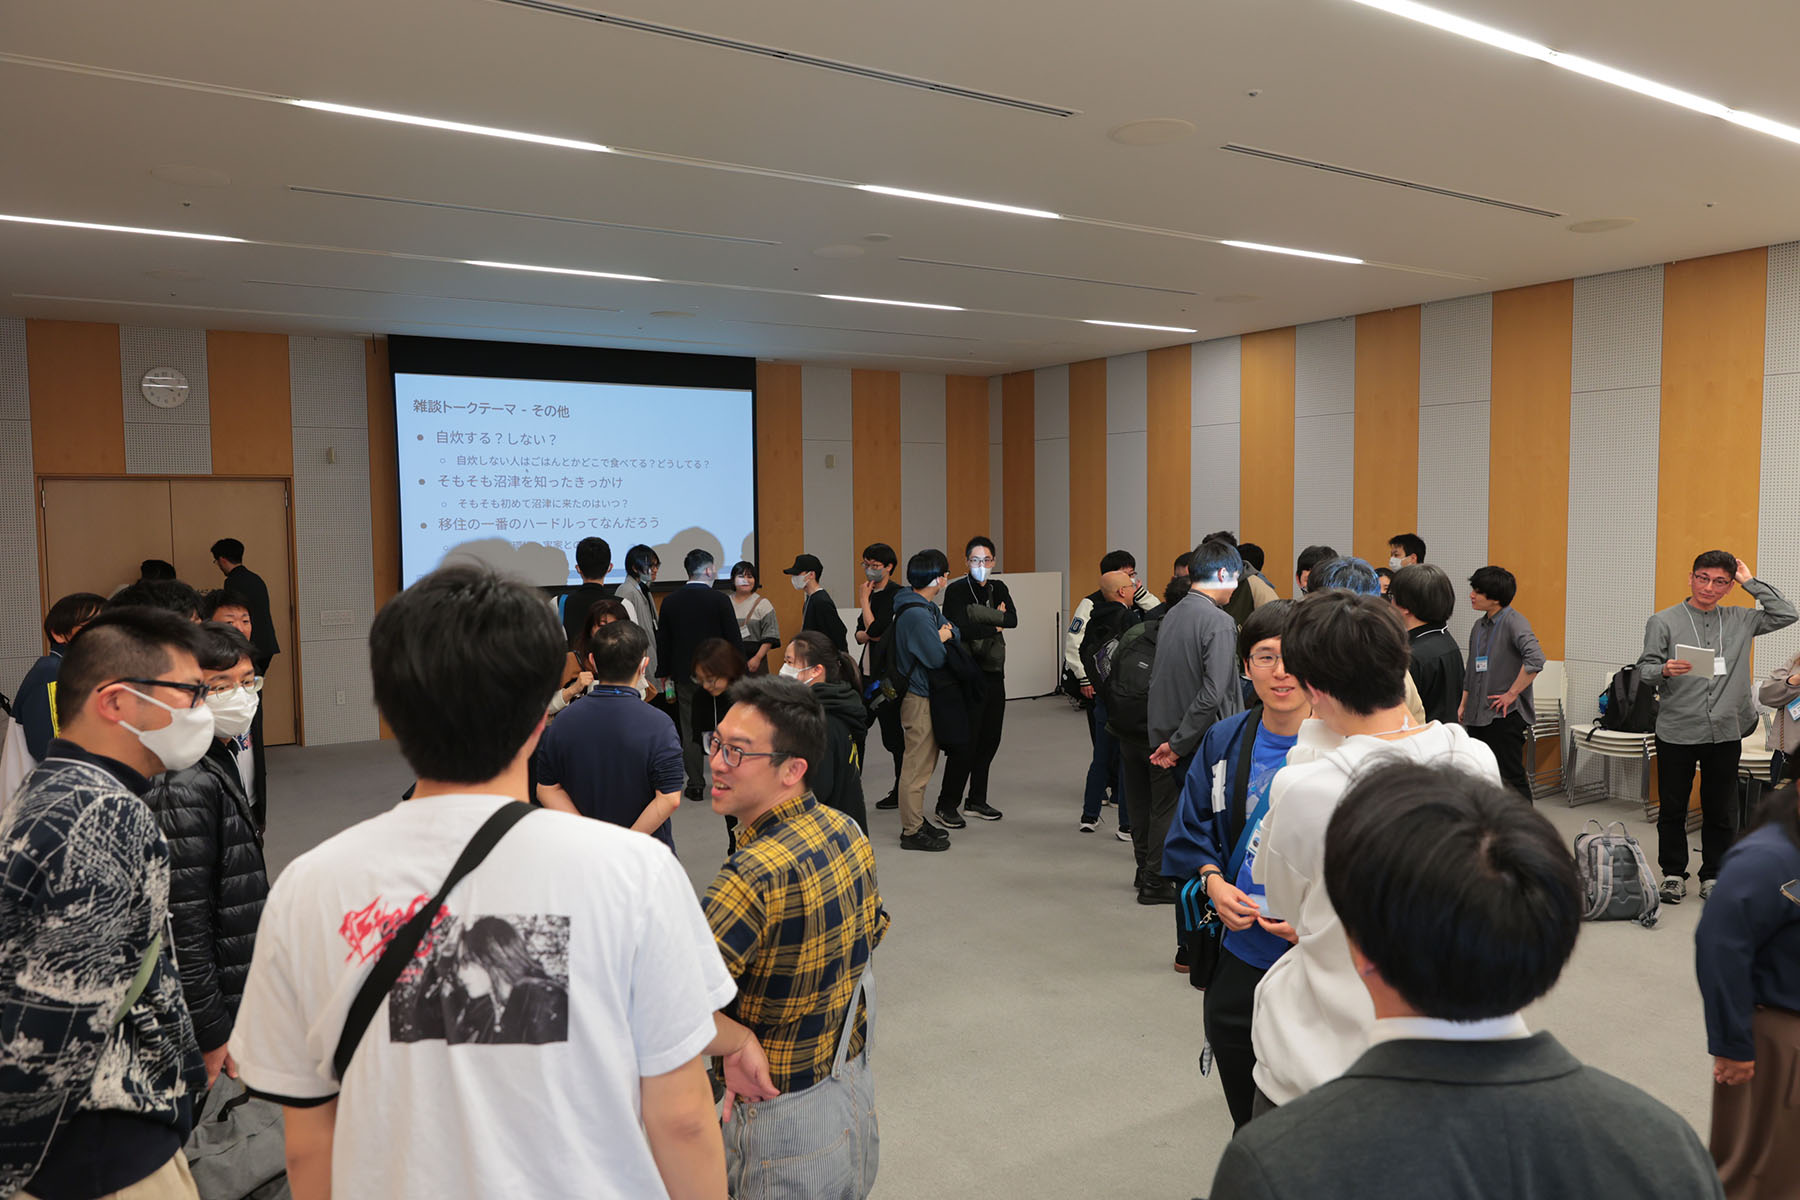 雑談トークテーマ - その他
● 自炊する？しない？
○ 自炊しない人はごはんとかどこで食べてる？どうしてる？
● そもそも沼津を知ったきっかけ
○ そもそも初めて沼津に来たのはいつ？
● 移住の一番のハードルってなんだろう